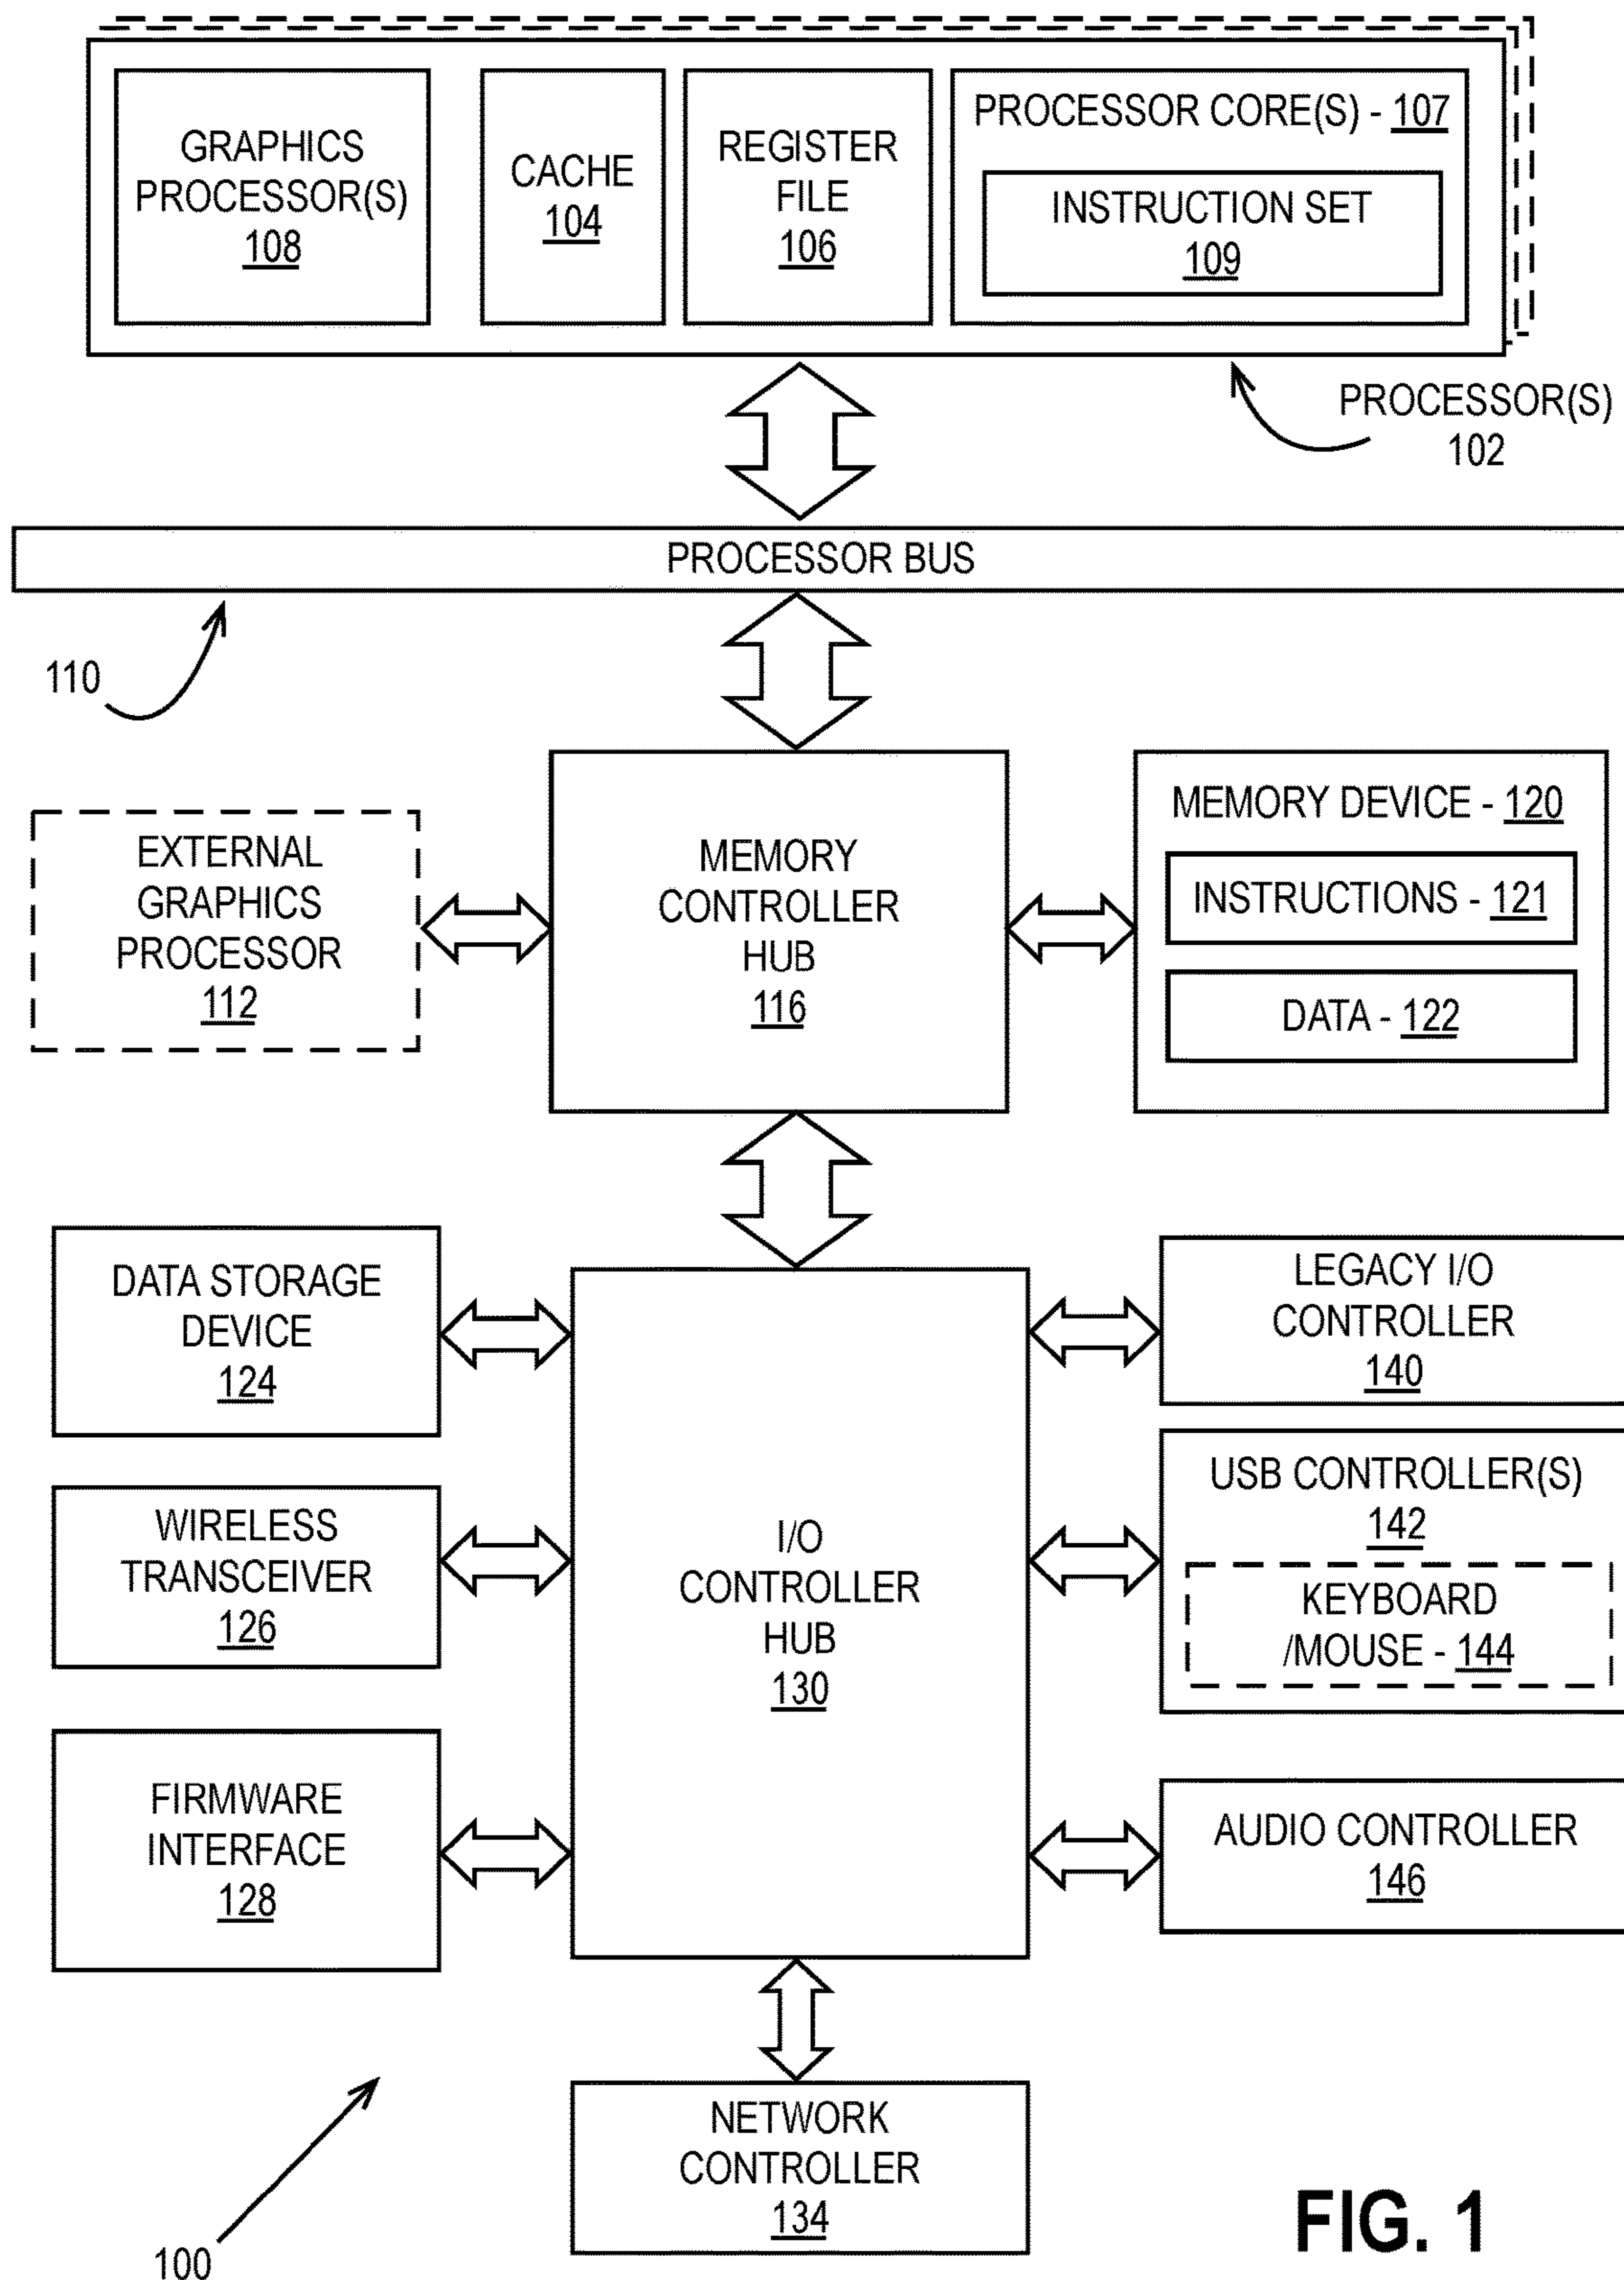 GRAPHICS
PROCESSOR(S)
108
CACHE
104
REGISTER
FILE
106
PROCESSOR CORE(S) - 107
INSTRUCTION SET
109
PROCESSOR(S)
102
PROCESSOR BUS
110
EXTERNAL
GRAPHICS
PROCESSOR
112
MEMORY
CONTROLLER
HUB
116
MEMORY DEVICE - 120
INSTRUCTIONS - 121
DATA - 122
DATA STORAGE
DEVICE
124
WIRELESS
TRANSCEIVER
126
FIRMWARE
INTERFACE
128
I/O
CONTROLLER
HUB
130
LEGACY I/O
CONTROLLER
140
USB CONTROLLER(S)
142
KEYBOARD
/MOUSE - 144
AUDIO CONTROLLER
146
NETWORK
CONTROLLER
134
100
FIG. 1